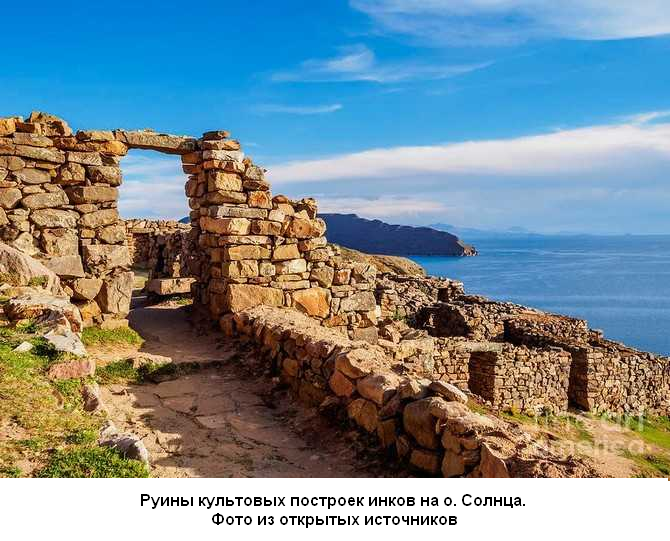 Руины культовых построек инков на о. Солнца.
Фото из открытых источников